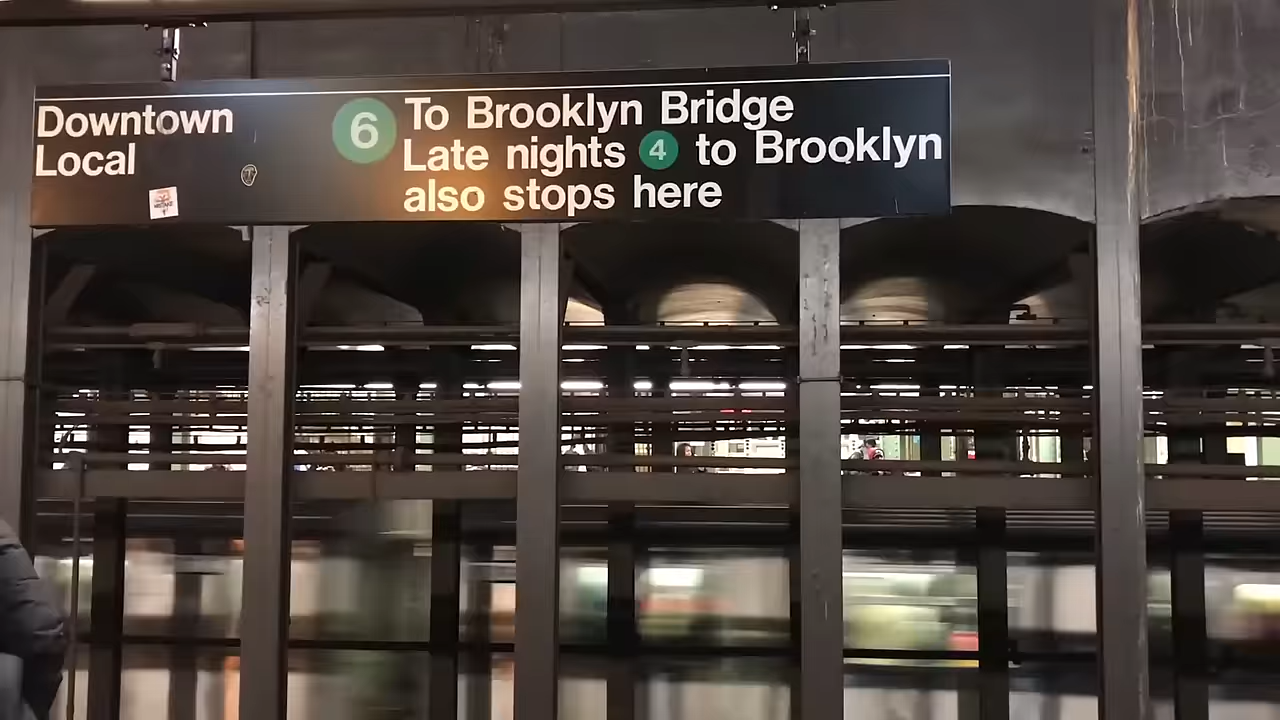 Downtown
Local
6 To Brooklyn Bridge
Late nights 4 to Brooklyn
also stops here